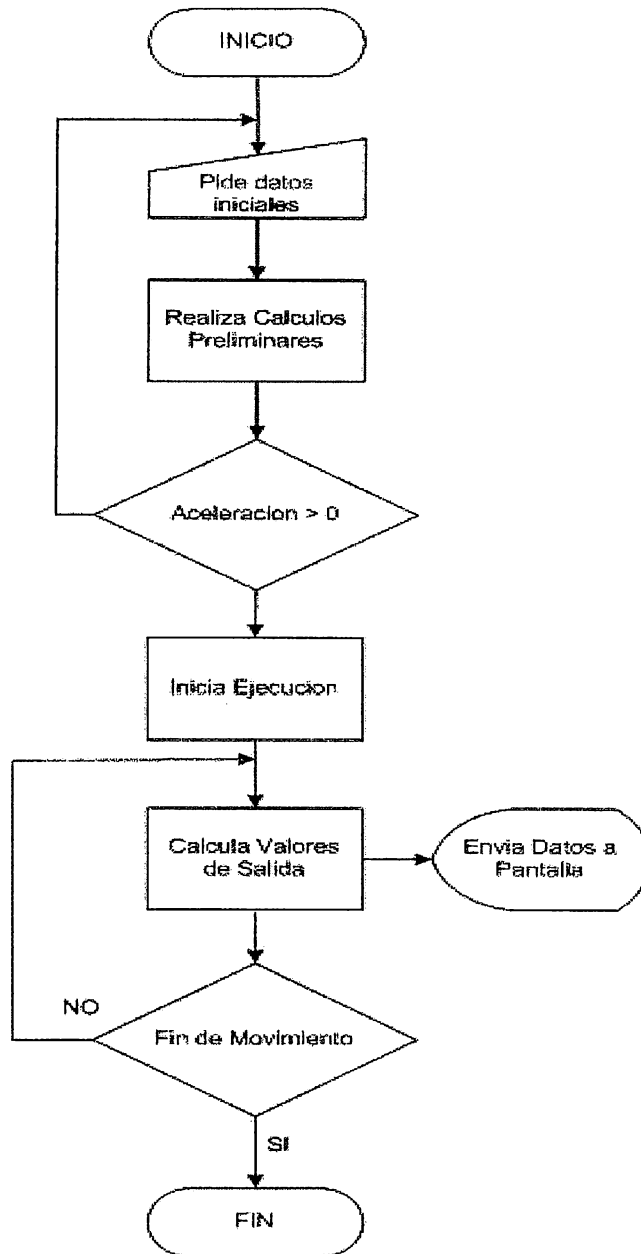 INICIO
Pide datos
iniciales
Realiza Calculos
Preliminares
Aceleracion > 0
Inicia Ejecucion
Calcula Valores
de Salida
Envia Datos a
Pantalla
NO
Fin de Movimiento
SI
FIN